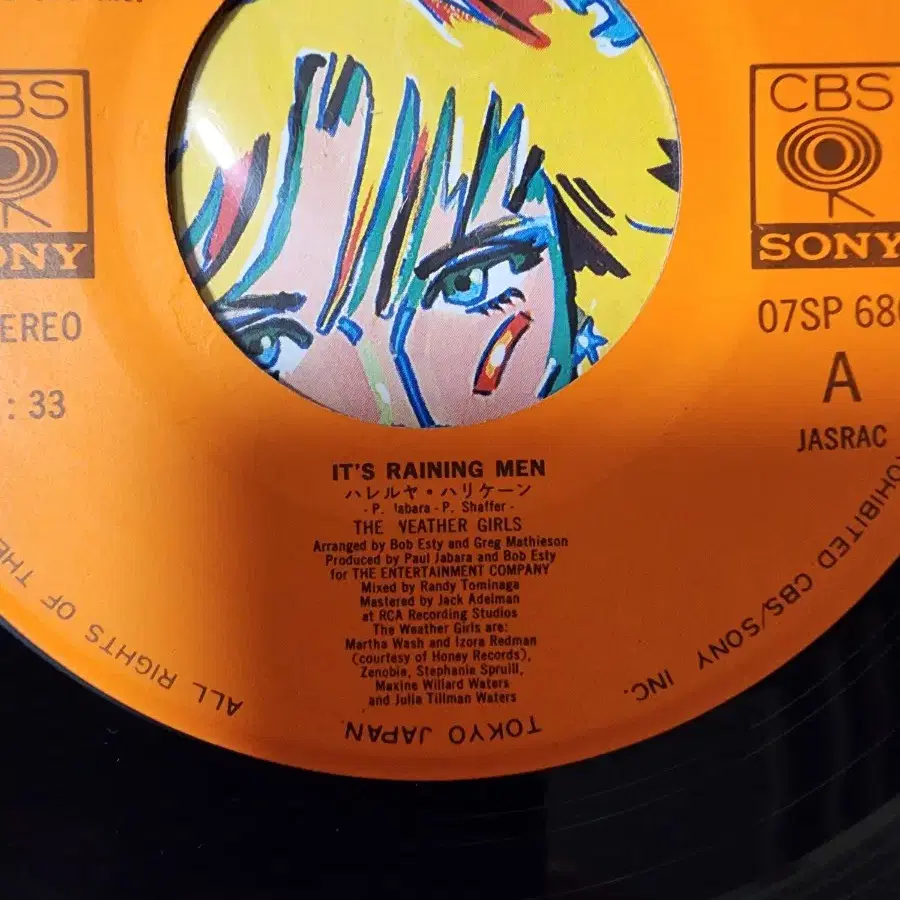 CBS
SONY
CBS
SONY
STEREO
: 33
07SP
A
JASRAC
IT'S RAINING MEN
ハレルヤ・ハリケーン
- P. Jabara - P. Shaffer -
THE WEATHER GIRLS
Arranged by Bob Esty and Greg Mathieson
Produced by Paul Jabara and Bob Esty
for THE ENTERTAINMENT COMPANY
Mixed by Randy Tominaga
Mastered by Jack Adelman
at RCA Recording Studios
The Weather Girls are:
Martha Wash and Izora Redman
(courtesy of Honey Records),
Zenobia, Stephanie Spruill,
Maxine Willard Waters
and Julia Tillman Waters
ALL RIGHTS OF THE
PROHIBITED. CBS/SONY INC.
TOKYO JAPAN